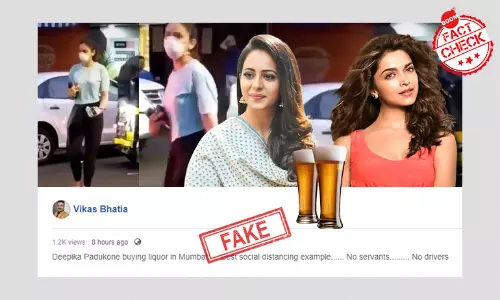 BOOM
FACT
CHECK
Vikas Bhatia
1.2K views · 8 hours ago
FAKE
Deepika Padukone buying liquor in Mumbai social distancing example...... No servants......... No drivers